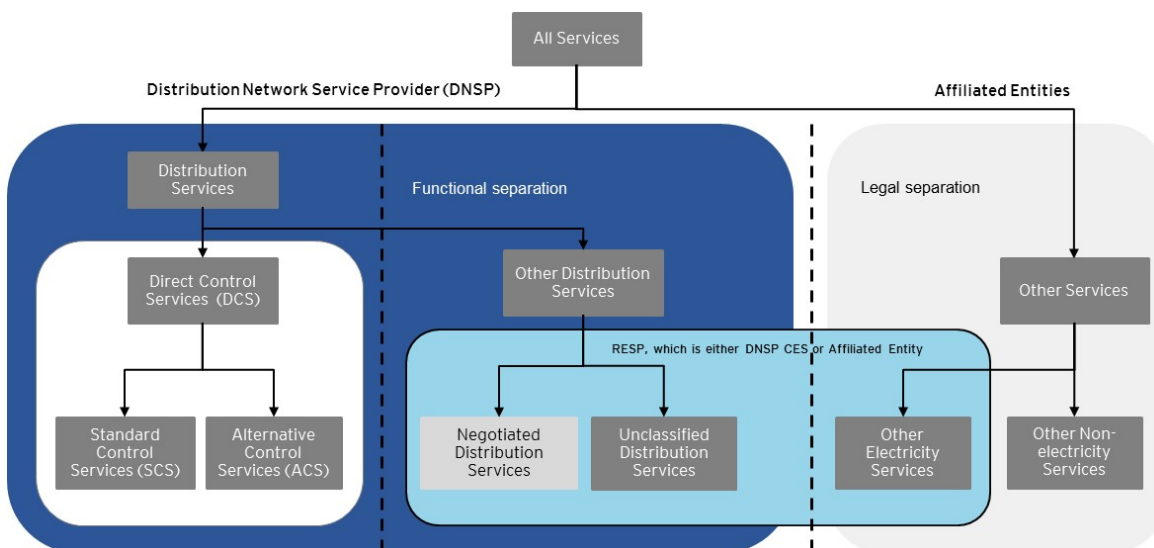 All Services
Distribution Network Service Provider (DNSP)
Affiliated Entities
Distribution
Services
Functional separation
Legal separation
Direct Control
Services (DCS)
Other Distribution
Services
Other Services
RESP, which is either DNSP CES or Affiliated Entity
Standard
Control
Services (SCS)
Alternative
Control
Services (ACS)
Negotiated
Distribution
Services
Unclassified
Distribution
Services
Other
Electricity
Services
Other Non-
electricity
Services